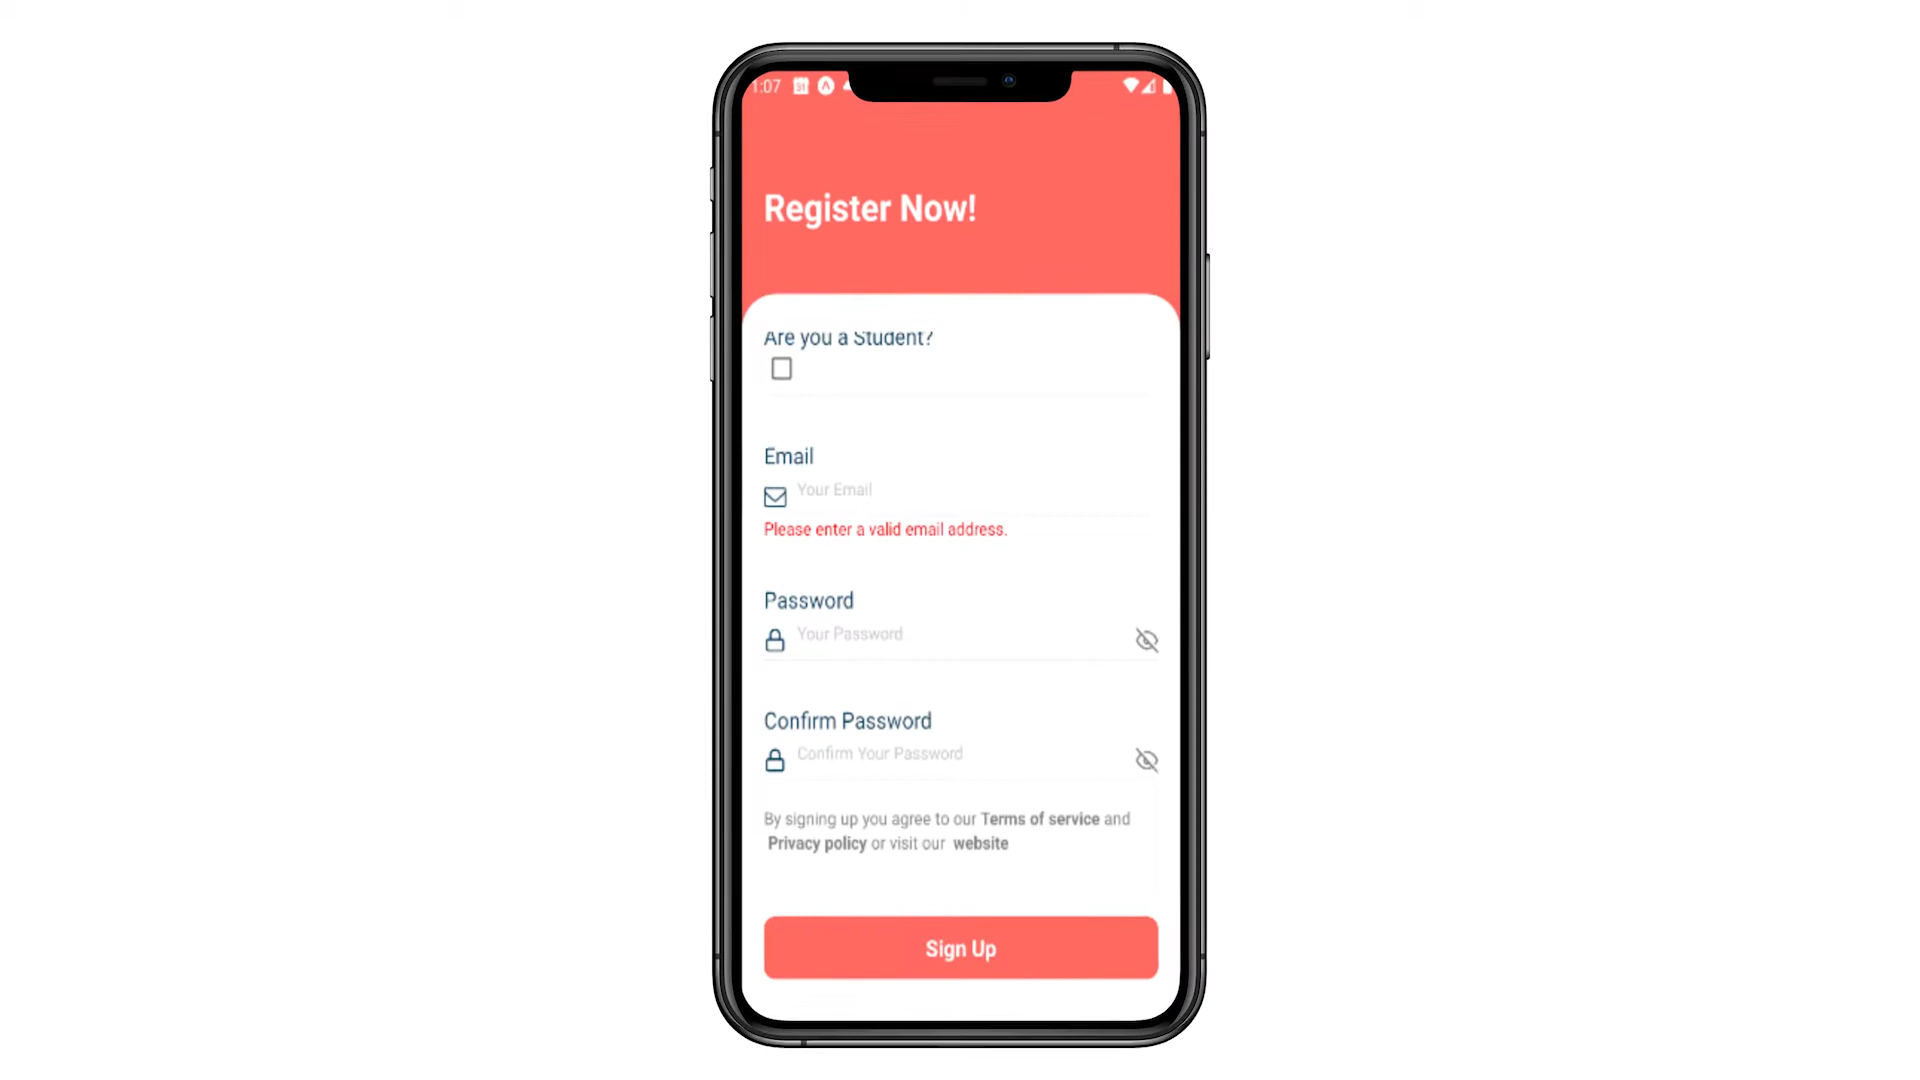 1:07
Register Now!
Are you a Student?
Email
Your Email
Please enter a valid email address.
Password
Your Password
Confirm Password
Confirm Your Password
By signing up you agree to our Terms of service and
Privacy policy or visit our website
Sign Up